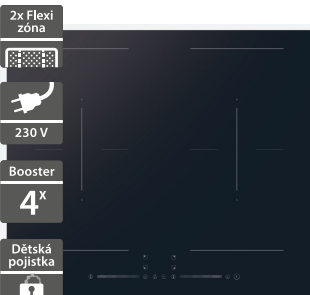 2x Flexi
zóna
230 V
Booster
4x
Dětská
pojistka